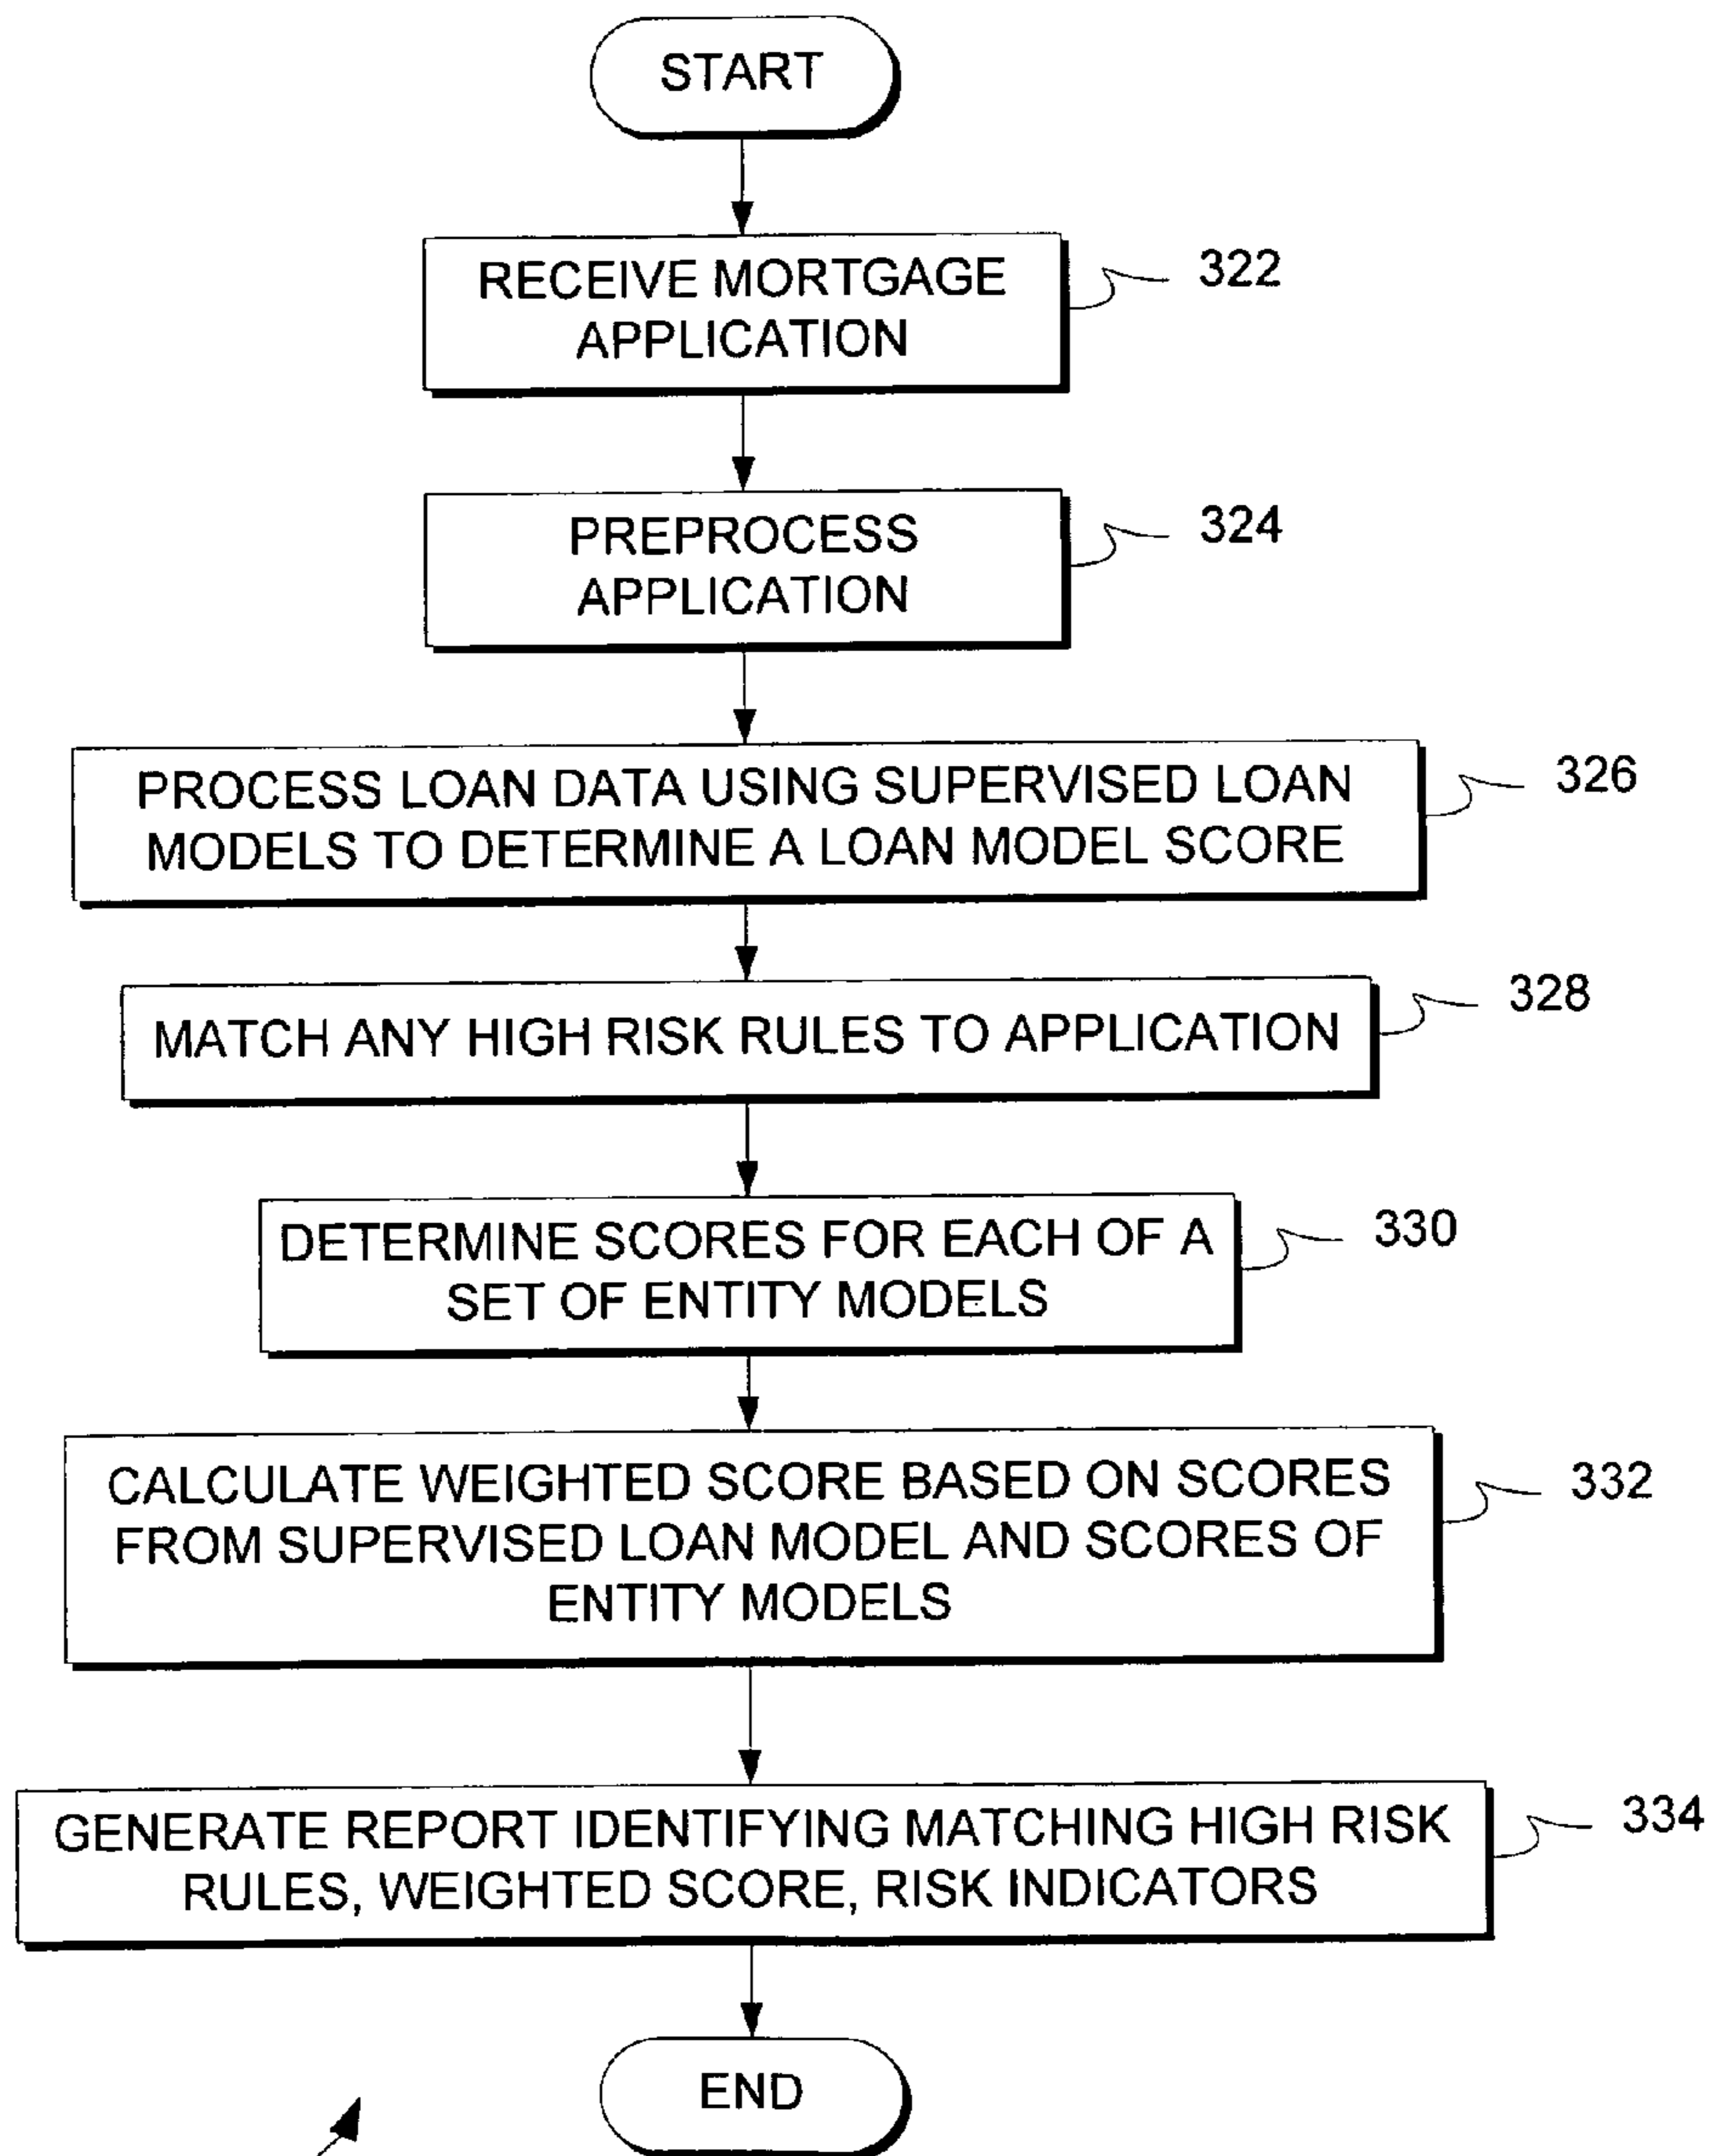 START
RECEIVE MORTGAGE
APPLICATION
322
PREPROCESS
APPLICATION
324
PROCESS LOAN DATA USING SUPERVISED LOAN
MODELS TO DETERMINE A LOAN MODEL SCORE
326
MATCH ANY HIGH RISK RULES TO APPLICATION
328
DETERMINE SCORES FOR EACH OF A
SET OF ENTITY MODELS
330
CALCULATE WEIGHTED SCORE BASED ON SCORES
FROM SUPERVISED LOAN MODEL AND SCORES OF
ENTITY MODELS
332
GENERATE REPORT IDENTIFYING MATCHING HIGH RISK
RULES, WEIGHTED SCORE, RISK INDICATORS
334
END